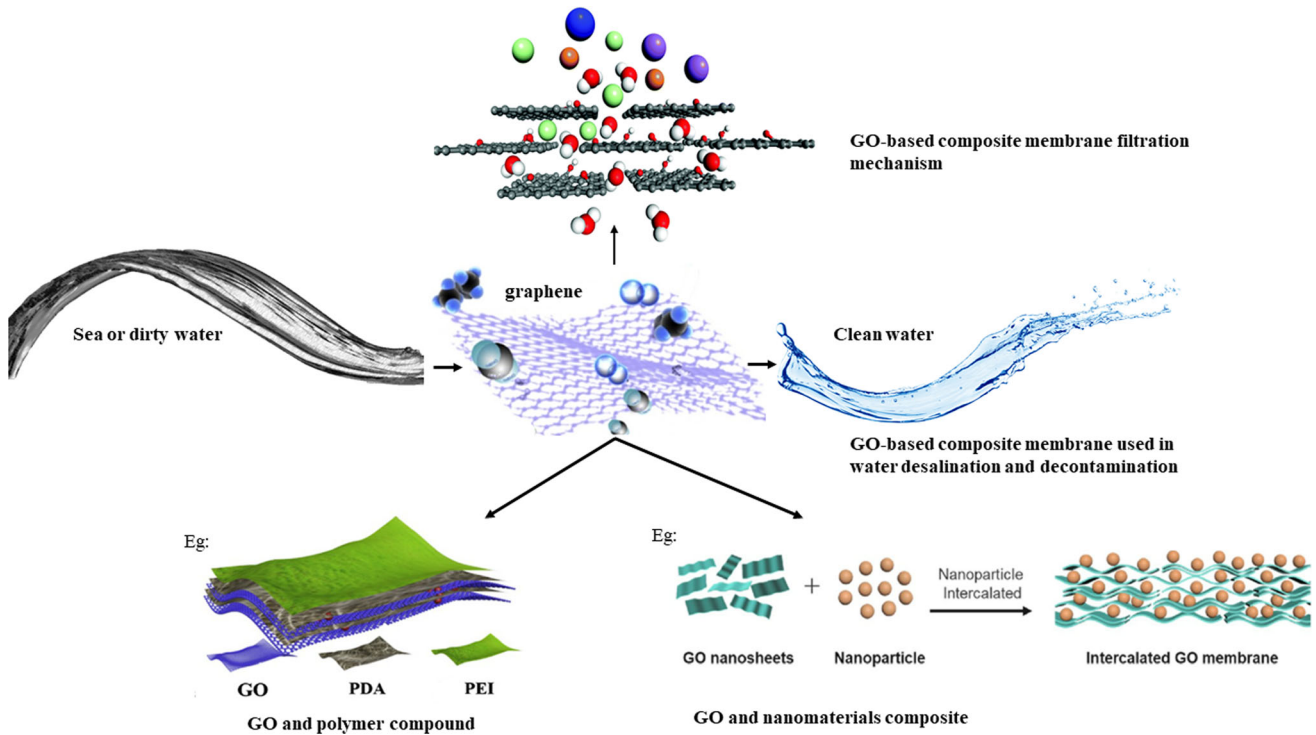 GO-based composite membrane filtration
mechanism
graphene
Sea or dirty water
Clean water
GO-based composite membrane used in
water desalination and decontamination
Eg:
GO
PDA
PEI
GO and polymer compound
Eg:
+
Nanoparticle
Intercalated
GO nanosheets
Nanoparticle
Intercalated GO membrane
GO and nanomaterials composite